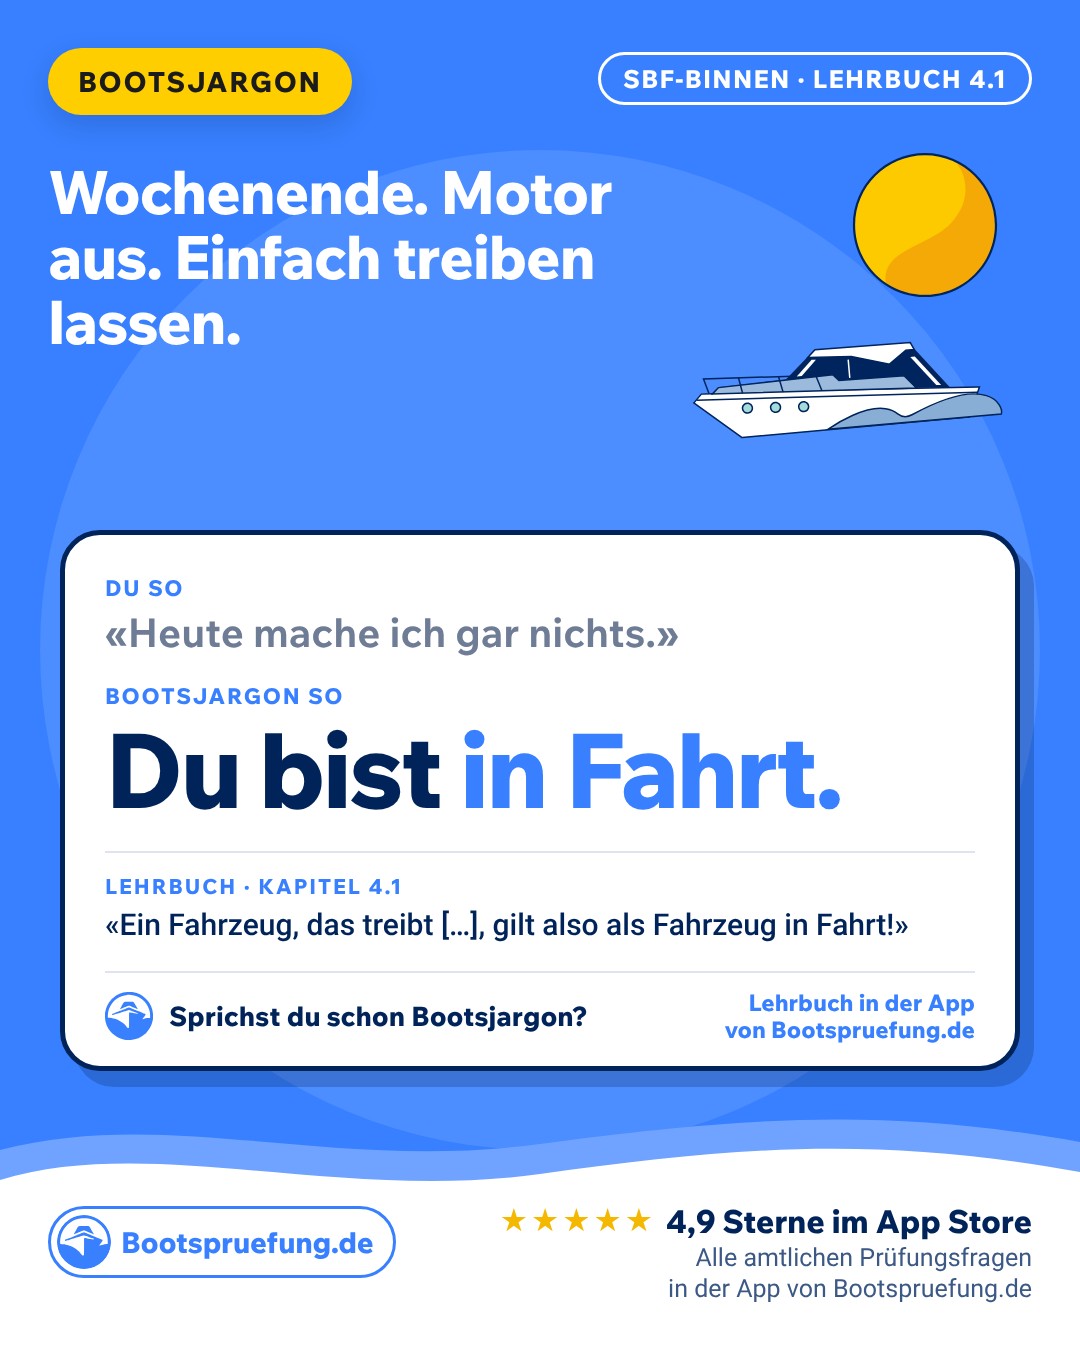 BOOTSJARGON
SBF-BINNEN · LEHRBUCH 4.1
Wochenende. Motor
aus. Einfach treiben
lassen.
DU SO
«Heute mache ich gar nichts.»
BOOTSJARGON SO
Du bist in Fahrt.
LEHRBUCH · KAPITEL 4.1
«Ein Fahrzeug, das treibt [...], gilt also als Fahrzeug in Fahrt!»
Sprichst du schon Bootsjargon?
Lehrbuch in der App
von Bootspruefung.de
Bootspruefung.de
★★★★★ 4,9 Sterne im App Store
Alle amtlichen Prüfungsfragen
in der App von Bootspruefung.de